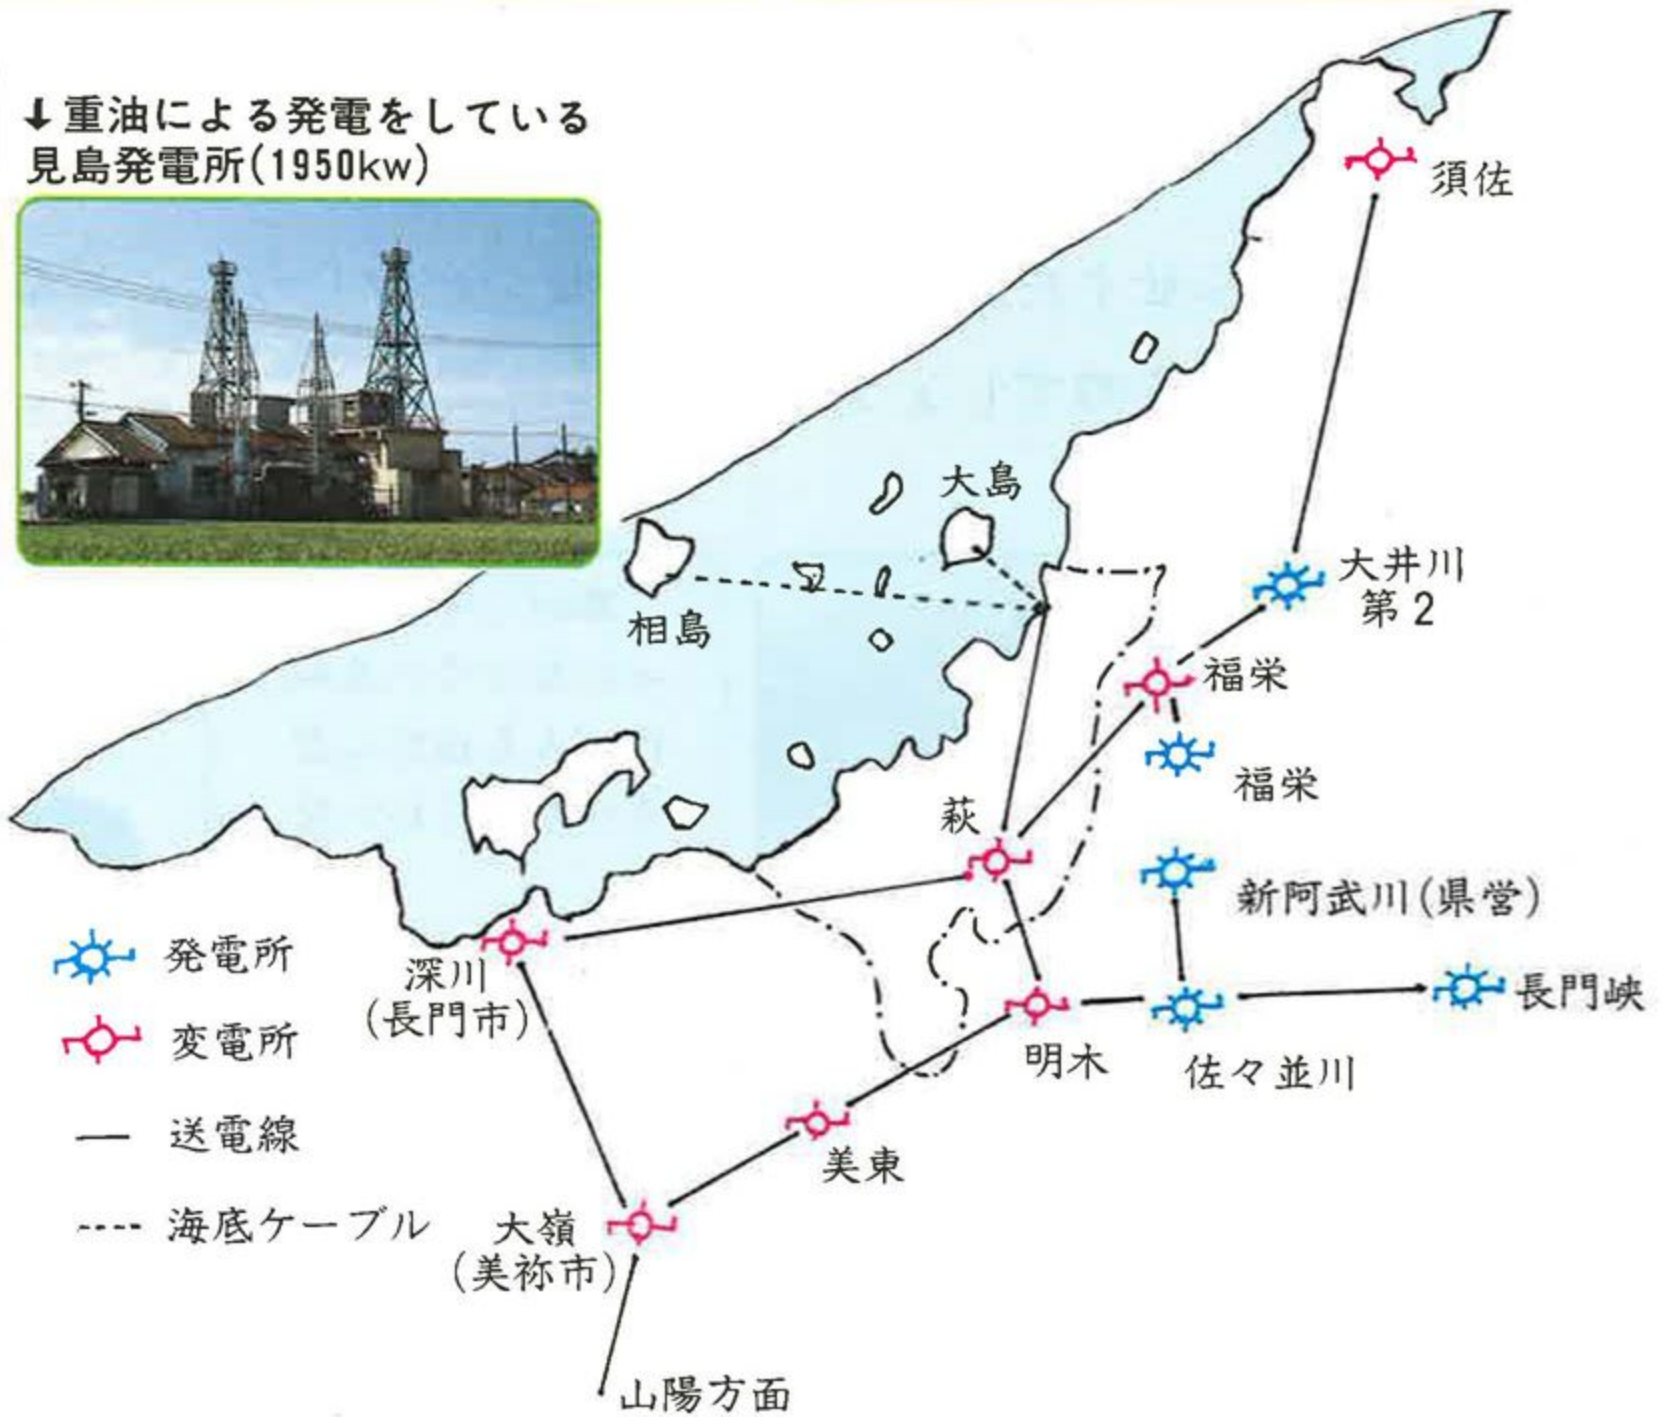 ↓重油による発電をしている
見島発電所(1950kw)
須佐
大島
大井川
第2
相島
福栄
福栄
萩
新阿武川(県営)
発電所
深川
(長門市)
長門峡
変電所
明木
佐々並川
送電線
美東
海底ケーブル
大嶺
(美祢市)
山陽方面